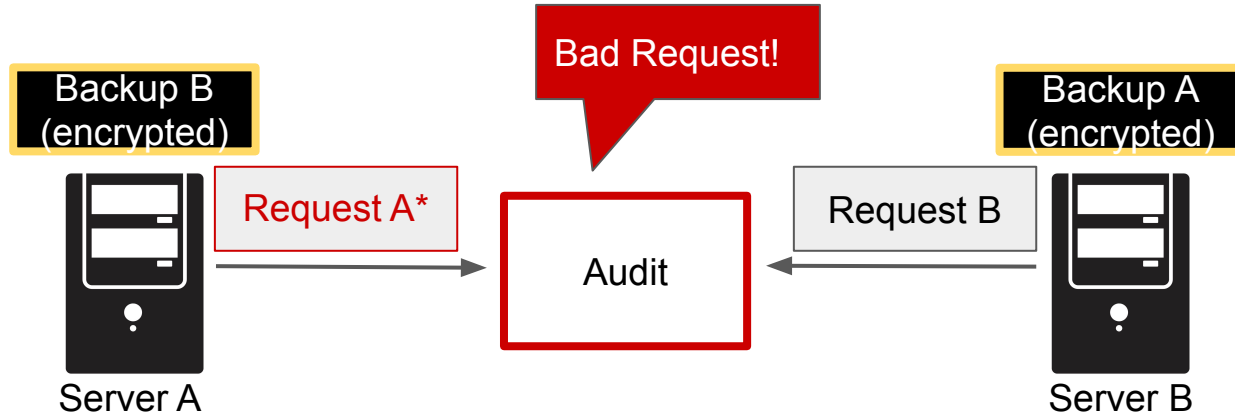 Bad Request!
Backup B
(encrypted)
Backup A
(encrypted)
Request A*
Request B
Audit
Server A
Server B